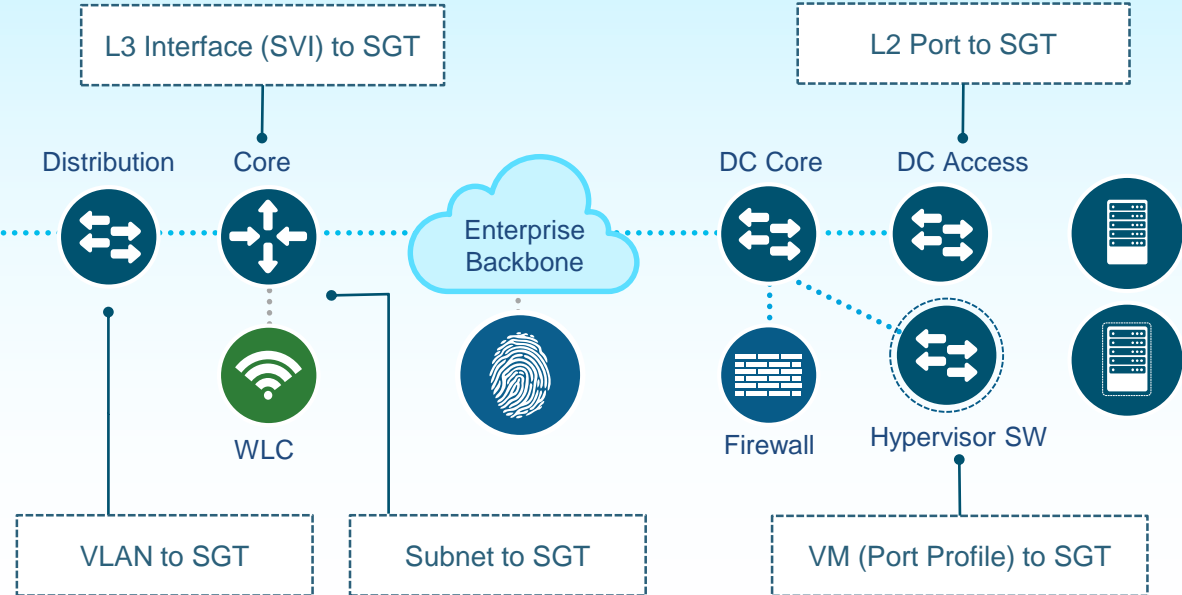 L3 Interface (SVI) to SGT
L2 Port to SGT
Distribution
Core
DC Core
DC Access
Enterprise
Backbone
WLC
Firewall
Hypervisor SW
VLAN to SGT
Subnet to SGT
VM (Port Profile) to SGT